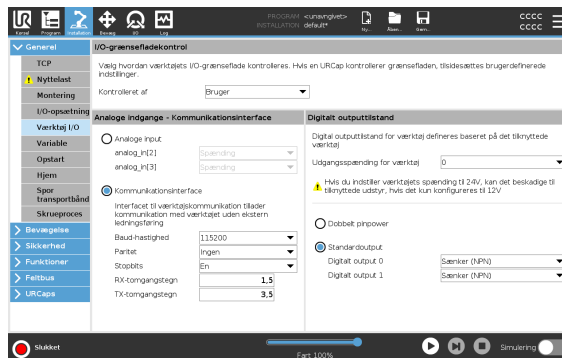 PROGRAM <unavngivet>
INSTALLATION default*
CCCC
CCCC
Kørsel Program Installation Bevæg I/O Log Ny... Åbn... Gem...
Generel
TCP
Nyttelast
Montering
I/O-opsætning
Værktøj I/O
Variable
Opstart
Hjem
Spor
transportbånd
Skrueproces
Bevægelse
Sikkerhed
Funktioner
Feltbus
URCaps
I/O-grænsefladekontrol
Vælg hvordan værktøjets I/O-grænseflade kontrolleres. Hvis en URCap kontrollerer grænsefladen, tilsidesættes brugerdefinerede
indstilinger.
Kontrolleret af Bruger
Analoge indgange - Kommunikationsinterface
Analoge input
analog_in[2] Spænding
analog_in[3] Spænding
Kommunikationsinterface
Interfacet til værktøjskommunikation tillader
kommunikation med værktøjet uden ekstern
ledningsføring
Baud-hastighed 115200
Paritet Ingen
Stopbits En
RX-tomgangstegn 1,5
TX-tomgangstegn 3,5
Digitalt outputtilstand
Digital outputtilstand for værktøj defineres baseret på det tilknyttede
værktøj
Udgangsspænding for værktøj 0
Hvis du indstiller værktøjets spænding til 24V, kan det beskadige til
tilknyttede udstyr, hvis det kun konfigureres til 12V
Dobbelt pinpower
Standardoutput
Digitalt output 0 Sænker (NPN)
Digitalt output 1 Sænker (NPN)
Slukket
Fart 100%
Simulering